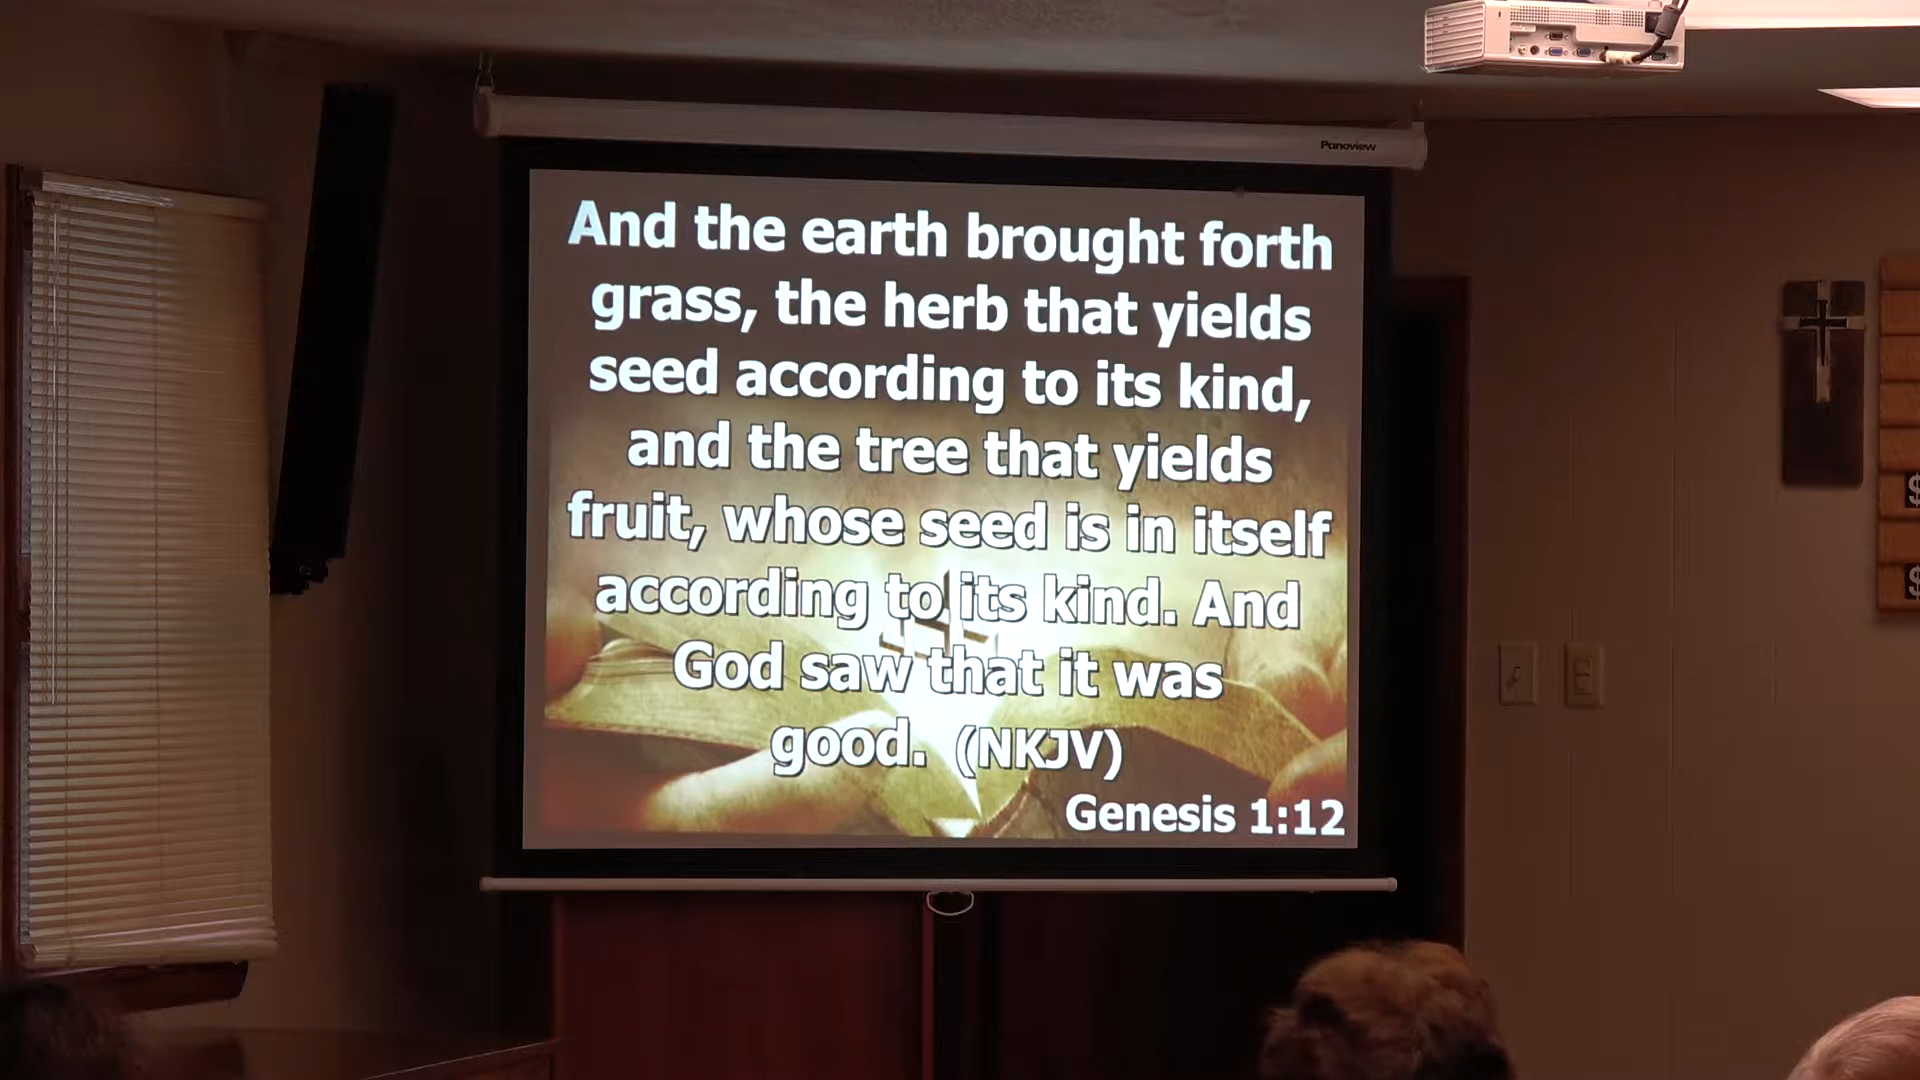 Panoview
And the earth brought forth
grass, the herb that yields
seed according to its kind,
and the tree that yields
fruit, whose seed is in itself
according to its kind. And
God saw that it was
good. (NKJV)
Genesis 1:12
$
$